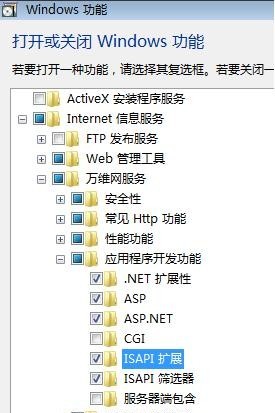 Windows 功能
打开或关闭 Windows 功能
若要打开一种功能，请选择其复选框。若要关闭一
ActiveX 安装程序服务
Internet 信息服务
FTP 发布服务
Web 管理工具
万维网服务
安全性
常见 Http 功能
性能功能
应用程序开发功能
.NET 扩展性
ASP
ASP.NET
CGI
ISAPI 扩展
ISAPI 筛选器
服务器端包含